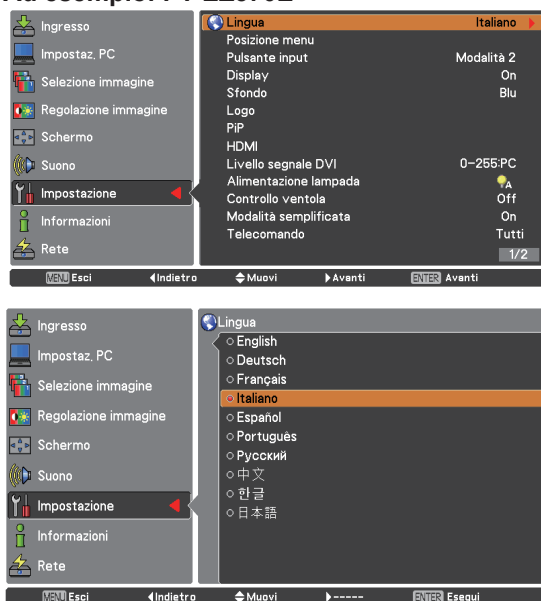 Ingresso
Impostaz. PC
Selezione immagine
Regolazione immagine
Schermo
Suono
Impostazione
Informazioni
Rete
Lingua Italiano
Posizione menu
Pulsante input Modalità 2
Display On
Sfondo Blu
Logo
PiP
HDMI
Livello segnale DVI 0-255:PC
Alimentazione lampada A
Controllo ventola Off
Modalità semplificata On
Telecomando Tutti
1/2
MENU Esci Indietro Muovi Avanti ENTER Avanti
Ingresso
Impostaz. PC
Selezione immagine
Regolazione immagine
Schermo
Suono
Impostazione
Informazioni
Rete
Lingua
English
Deutsch
Français
Italiano
Español
Português
Русский
中文
한글
日本語
MENU Esci Indietro Muovi ----- ENTER Esegui